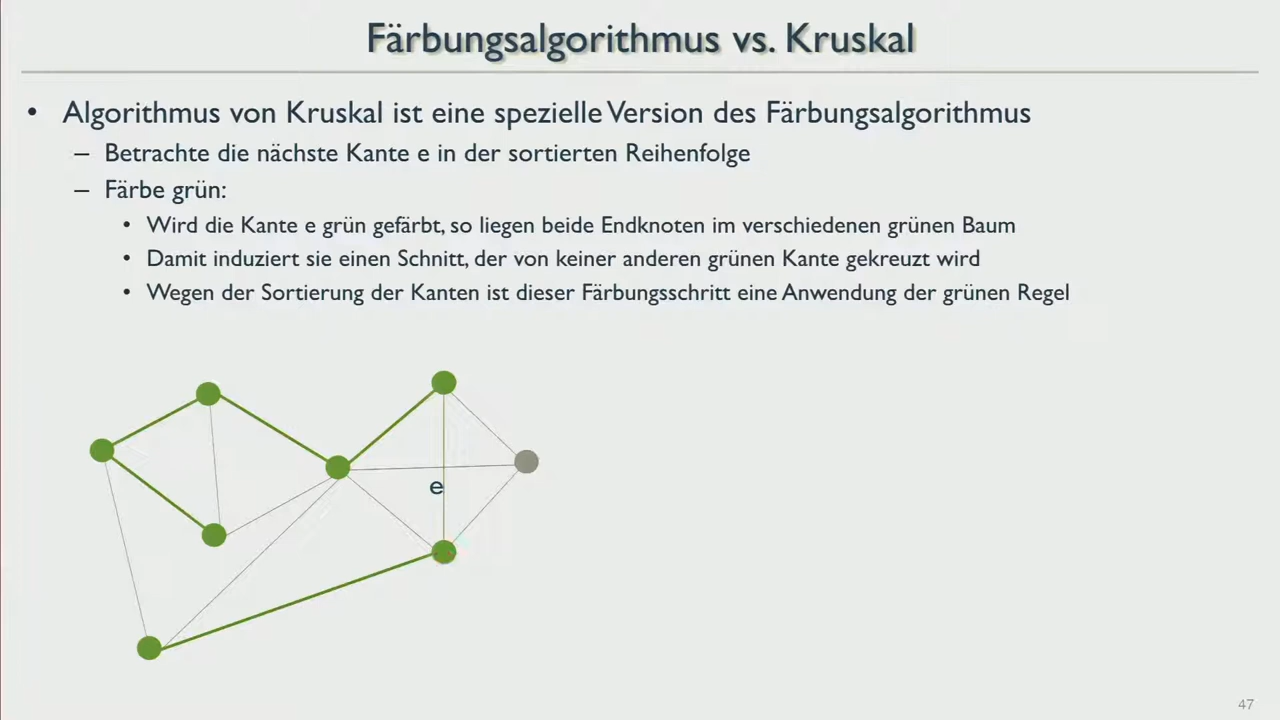 Färbungsalgorithmus vs. Kruskal
• Algorithmus von Kruskal ist eine spezielle Version des Färbungsalgorithmus
– Betrachte die nächste Kante e in der sortierten Reihenfolge
– Färbe grün:
• Wird die Kante e grün gefärbt, so liegen beide Endknoten im verschiedenen grünen Baum
• Damit induziert sie einen Schnitt, der von keiner anderen grünen Kante gekreuzt wird
• Wegen der Sortierung der Kanten ist dieser Färbungsschritt eine Anwendung der grünen Regel
e
47